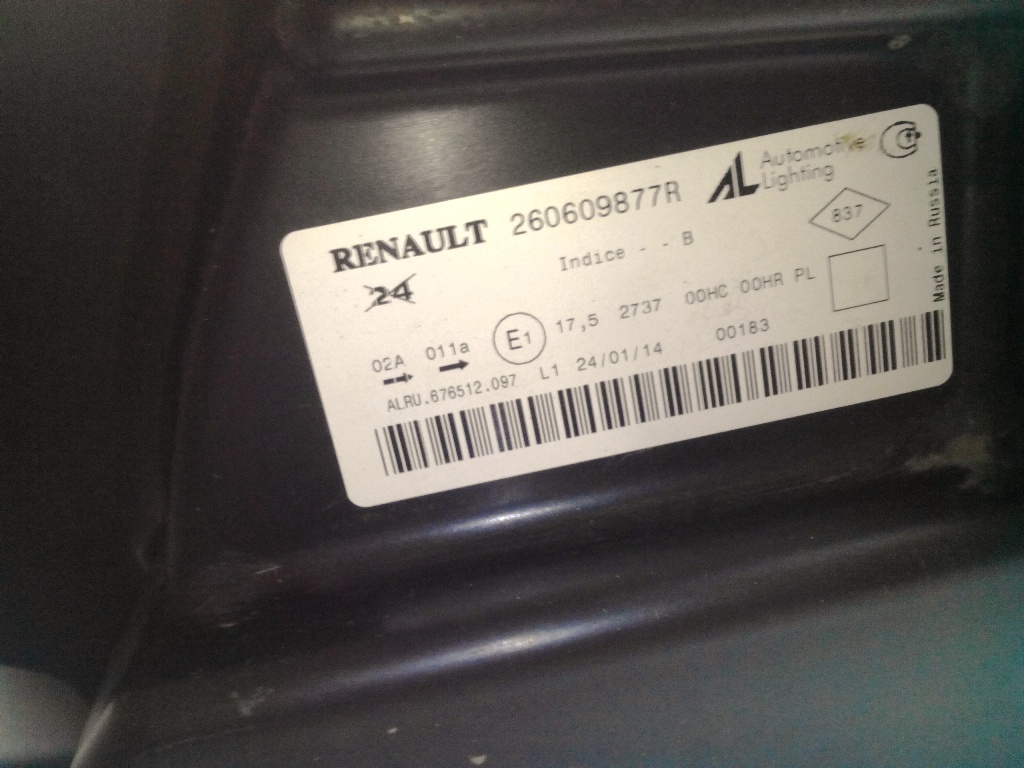 RENAULT 260609877R AL Automotive Lighting
24
Indice - - B
837
Made in Russia
02A 011a E1 17,5 2737 00HC 00HR PL
ALRU.676512.097 L1 24/01/14 00183